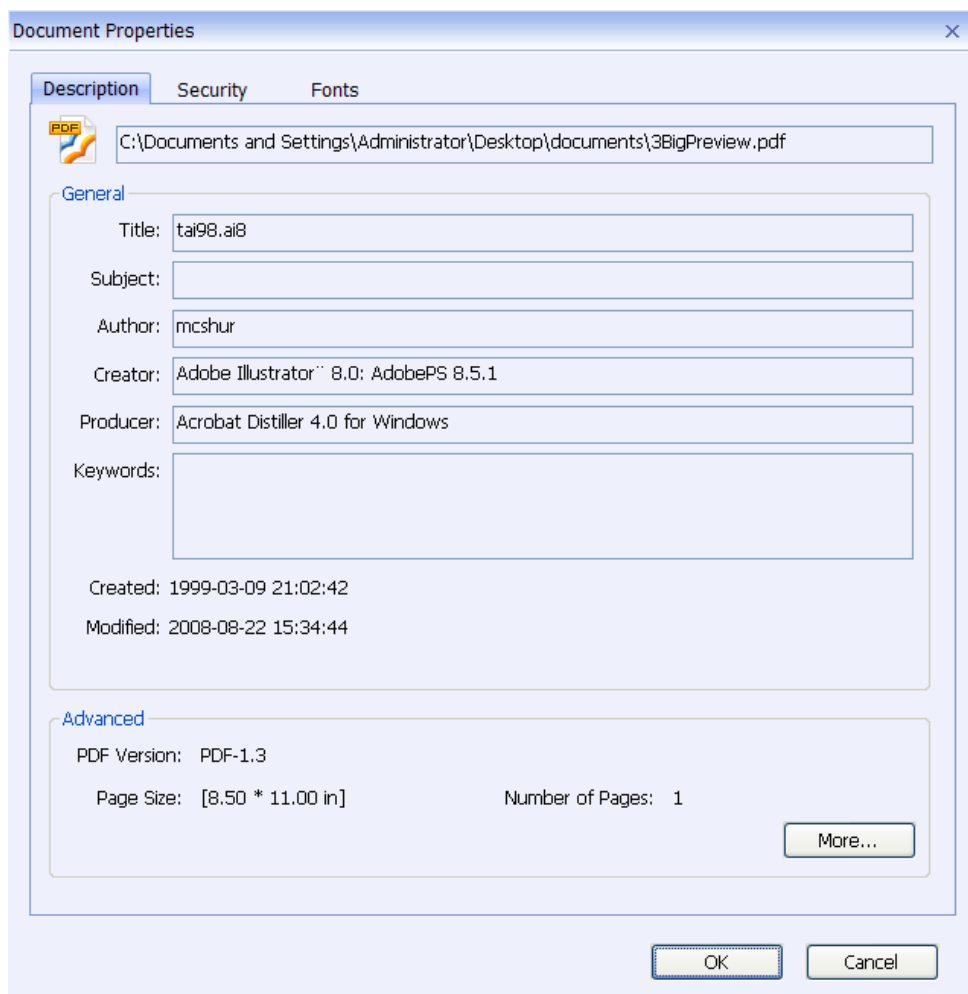 Document Properties
Description Security Fonts
PDF
C:\Documents and Settings\Administrator\Desktop\documents\3BigPreview.pdf
General
Title: tai98.ai8
Subject:
Author: mcshur
Creator: Adobe Illustrator¨ 8.0: AdobePS 8.5.1
Producer: Acrobat Distiller 4.0 for Windows
Keywords:
Created: 1999-03-09 21:02:42
Modified: 2008-08-22 15:34:44
Advanced
PDF Version: PDF-1.3
Page Size: [8.50 * 11.00 in] Number of Pages: 1
More...
OK Cancel